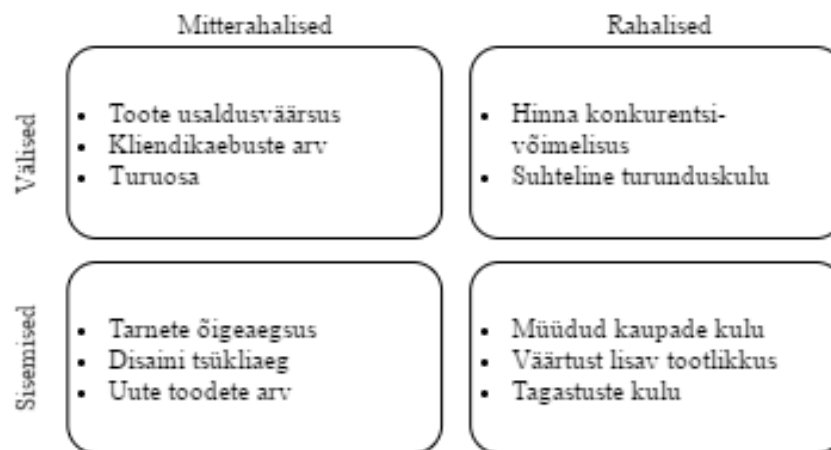 Mitterahalised
Rahalised
Välised
• Toote usaldusväärsus
• Kliendikaebuste arv
• Turuosa
• Hinna konkurentsi-
võimelisus
• Suhteline turunduskulu
Sisemised
• Tarnete õigeaegsus
• Disaini tsükliaeg
• Uute toodete arv
• Müüdud kaupade kulu
• Väärtust lisav tootlikkus
• Tagastuste kulu